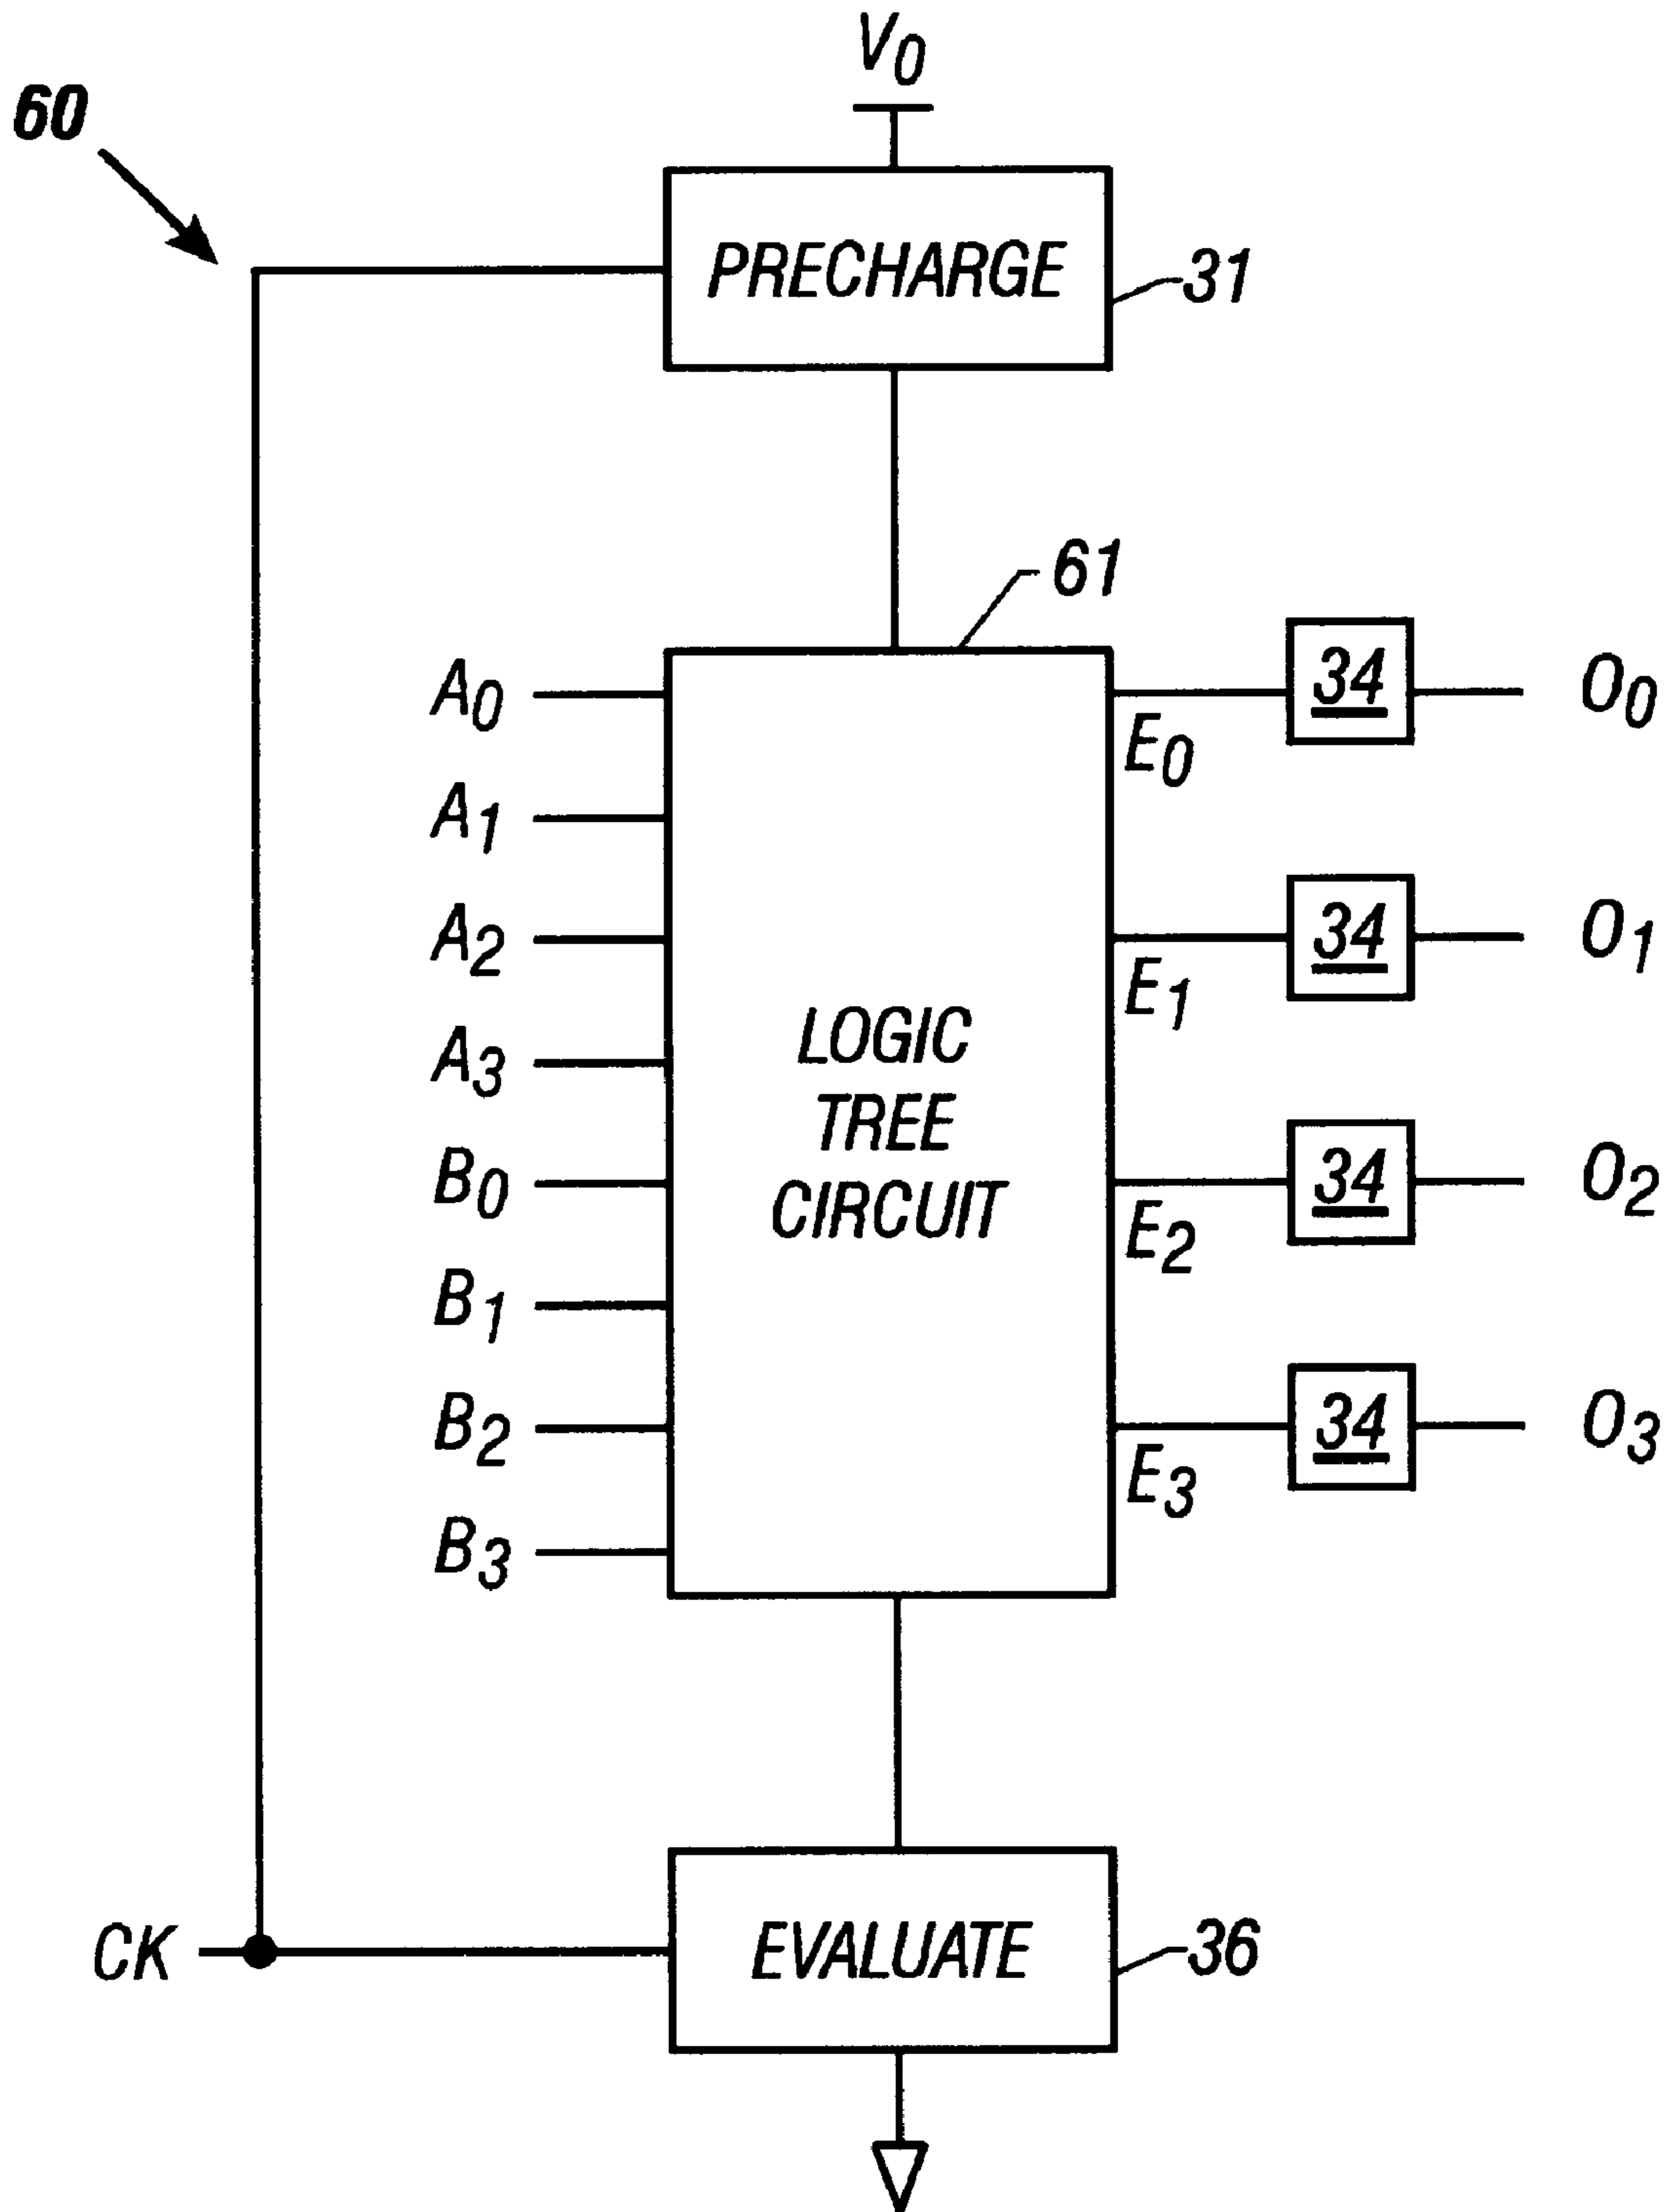 V0
60
PRECHARGE
31
61
A0
A1
A2
A3
B0
B1
B2
B3
LOGIC
TREE
CIRCUIT
E0
34
O0
E1
34
O1
E2
34
O2
E3
34
O3
CK
EVALUATE
36